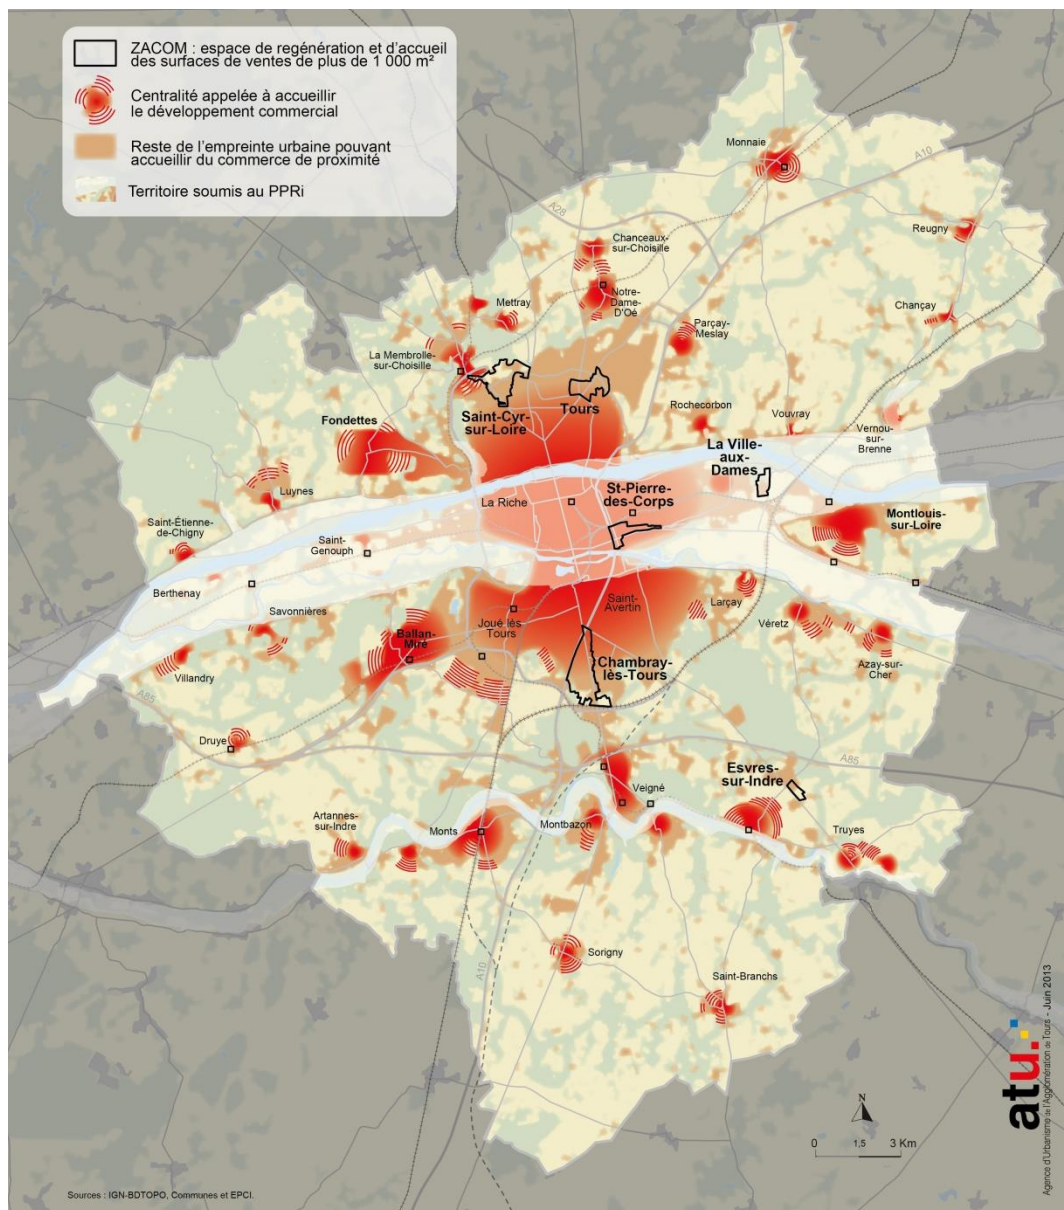 ZACOM : espace de regénération et d'accueil
des surfaces de ventes de plus de 1 000 m²
Centralité appelée à accueillir
le développement commercial
Reste de l'empreinte urbaine pouvant
accueillir du commerce de proximité
Territoire soumis au PPRi
Monnaie
A10
A28
Reugny
Chanceaux-
sur-Choisille
Notre-
Dame-
D'Oé
Mettray
Chançay
Parçay-
Meslay
La Membrolle-
sur-Choisille
Saint-Cyr-
sur-Loire
Tours
Rochecorbon
Vouvray
Vernou-
sur-
Brenne
Fondettes
La Ville-
aux-
Dames
Luynes
La Riche
St-Pierre-
des-Corps
Montlouis-
sur-Loire
Saint-Étienne-
de-Chigny
Saint-
Genouph
Berthenay
Savonnières
Saint-
Avertin
Larçay
Joué lès
Tours
Véretz
Ballan-
Miré
Azay-sur-
Cher
Villandry
Chambray-
lès-Tours
A85
Druye
A85
Esvres-
sur-Indre
Veigné
Artannes-
sur-Indre
Monts
Montbazon
Truyes
Sorigny
A10
Saint-Branchs
N
0 1,5 3 Km
atu.
Agence d'Urbanisme de l'Agglomération de Tours - Juin 2013
Sources : IGN-BDTOPO, Communes et EPCI.